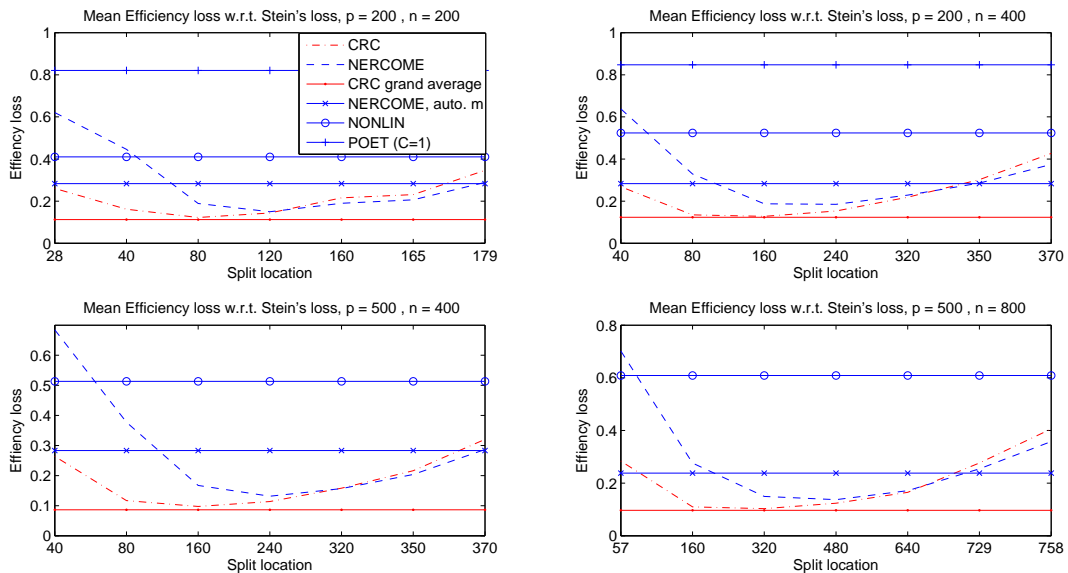 Mean Efficiency loss w.r.t. Stein's loss, p = 200 , n = 200
Effiency loss
1
0.8
0.6
0.4
0.2
0
28 40 80 120 160 165 179
Split location
CRC
NERCOME
CRC grand average
NERCOME, auto. m
NONLIN
POET (C=1)
Mean Efficiency loss w.r.t. Stein's loss, p = 200 , n = 400
Effiency loss
1
0.8
0.6
0.4
0.2
0
40 80 160 240 320 350 370
Split location
Mean Efficiency loss w.r.t. Stein's loss, p = 500 , n = 400
Effiency loss
0.6
0.5
0.4
0.3
0.2
0.1
0
40 80 160 240 320 350 370
Split location
Mean Efficiency loss w.r.t. Stein's loss, p = 500 , n = 800
Effiency loss
0.8
0.6
0.4
0.2
0
57 160 320 480 640 729 758
Split location